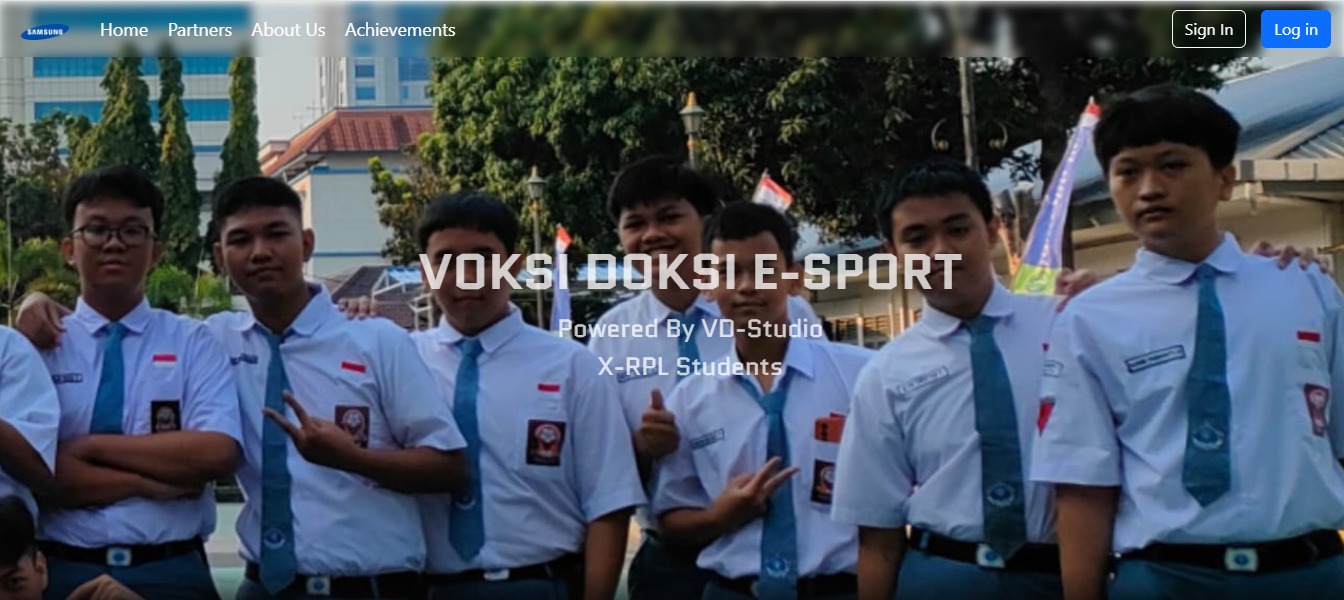 SAMSUNG Home Partners About Us Achievements Sign In Log in
VOKSI DOKSI E-SPORT
Powered By VD-Studio
X-RPL Students